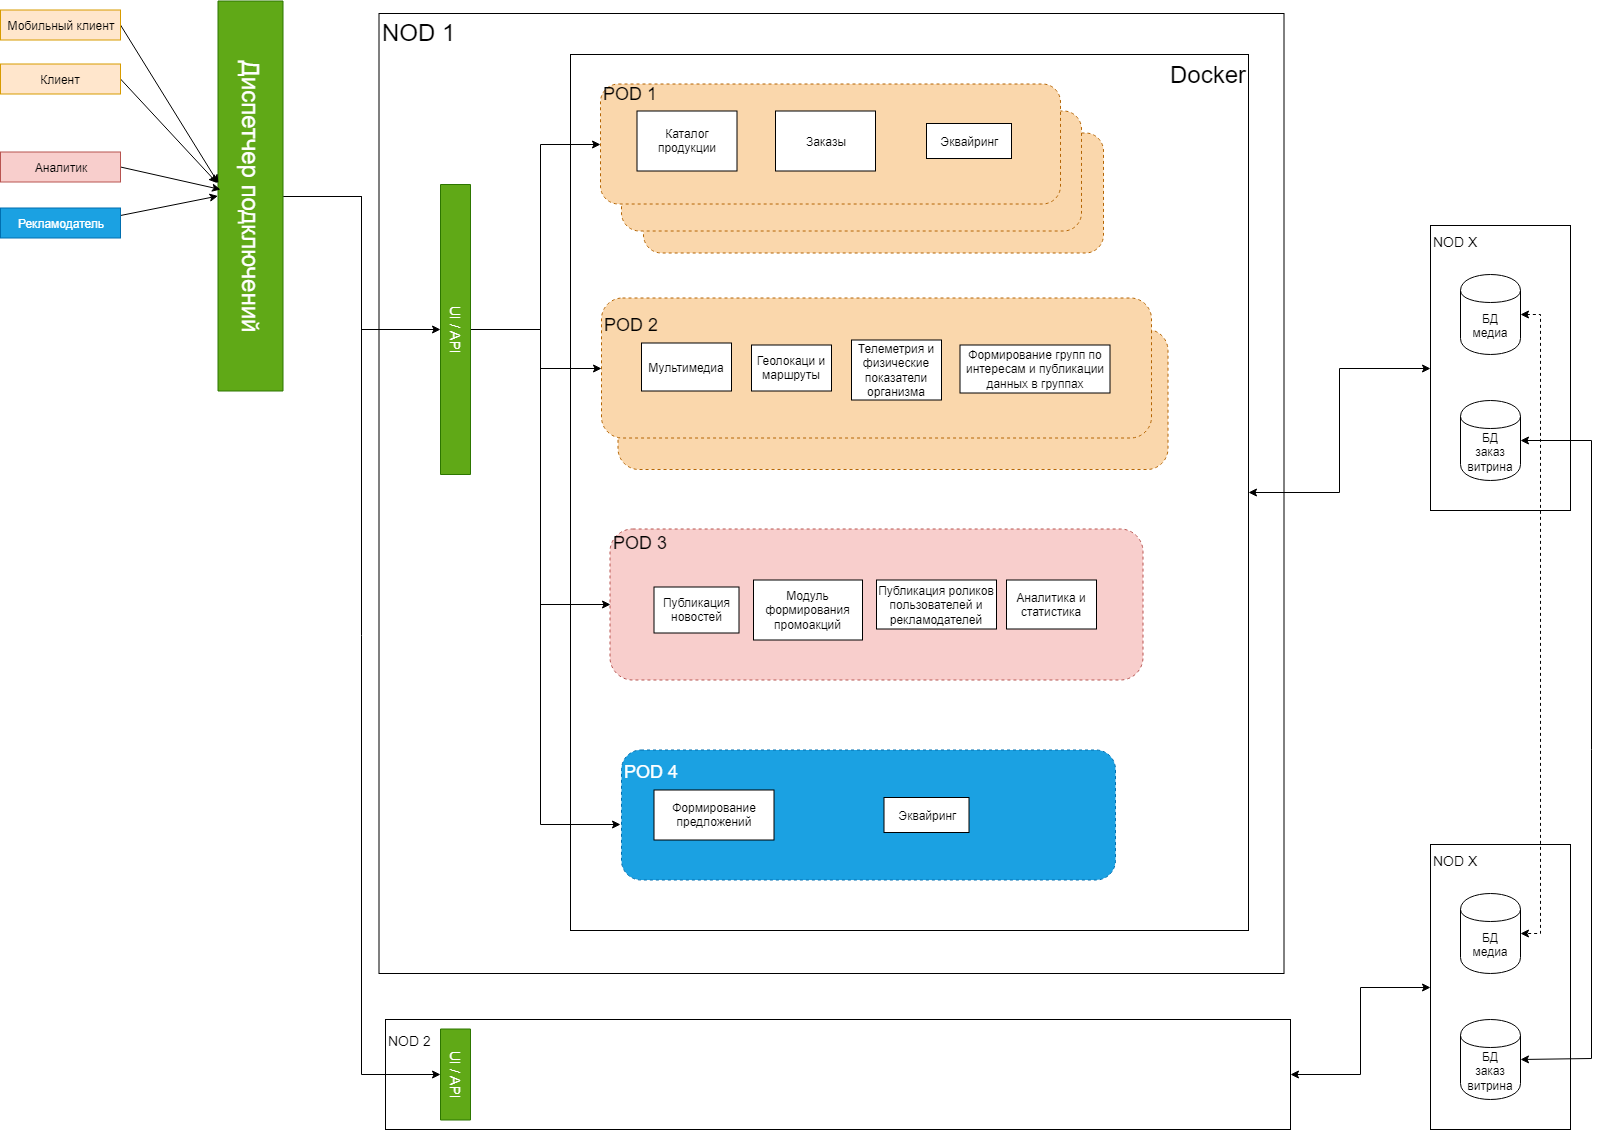 Мобильный клиент
Клиент
Аналитик
Рекламодатель
Диспетчер подключений
NOD 1
Docker
UI / API
POD 1
Каталог
продукции
Заказы
Эквайринг
POD 2
Мультимедиа
Геолокаци и
маршруты
Телеметрия и
физические
показатели
организма
Формирование групп по
интересам и публикации
данных в группах
POD 3
Публикация
новостей
Модуль
формирования
промоакций
Публикация роликов
пользователей и
рекламодателей
Аналитика и
статистика
POD 4
Формирование
предложений
Эквайринг
NOD X
БД
медиа
БД
заказ
витрина
NOD 2
UI / API
NOD X
БД
медиа
БД
заказ
витрина